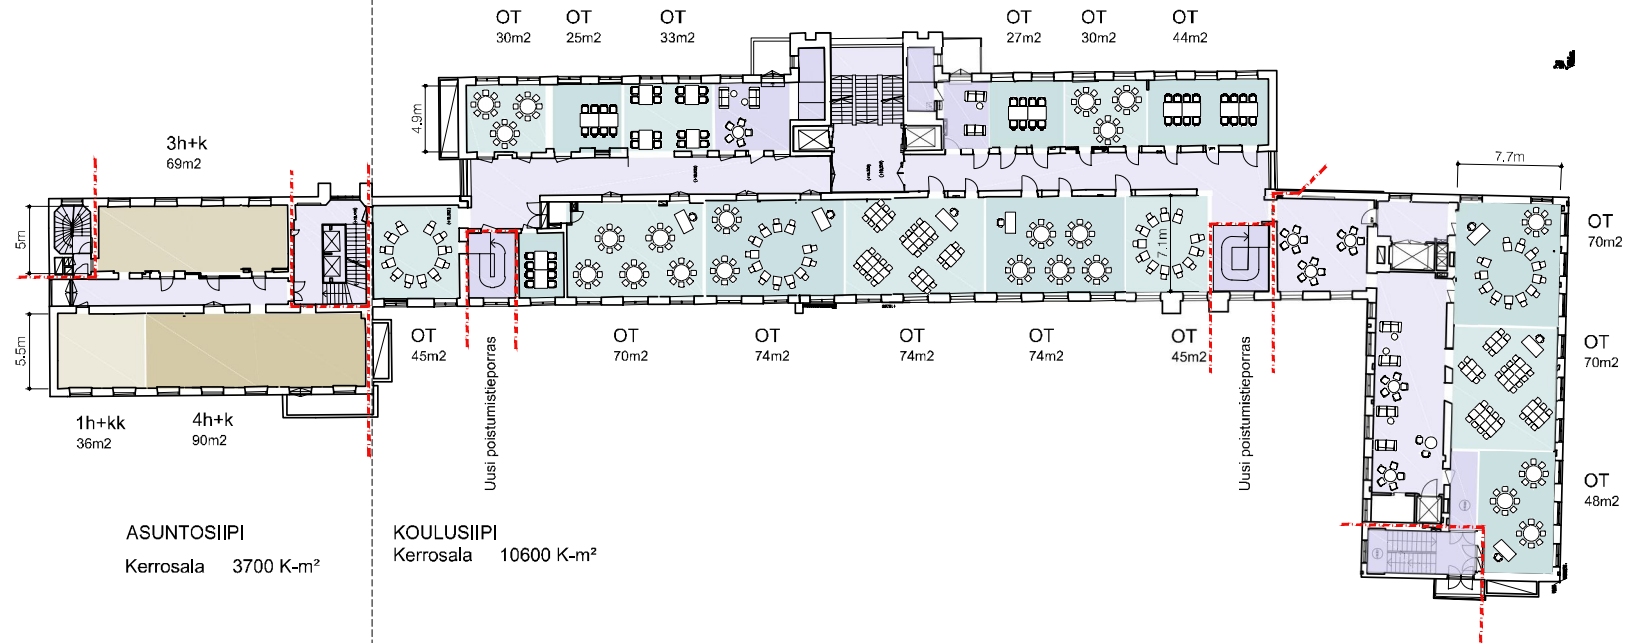 OT
30m2
OT
25m2
OT
33m2
OT
27m2
OT
30m2
OT
44m2
4.9m
3h+k
69m2
7.7m
5m
7.1m
OT
70m2
5.5m
OT
45m2
Uusi poistumistieporras
OT
70m2
OT
74m2
OT
74m2
OT
74m2
OT
45m2
Uusi poistumistieporras
OT
70m2
1h+kk
36m2
4h+k
90m2
OT
48m2
ASUNTOSIIPI
Kerrosala 3700 K-m²
KOULUSIIPI
Kerrosala 10600 K-m²